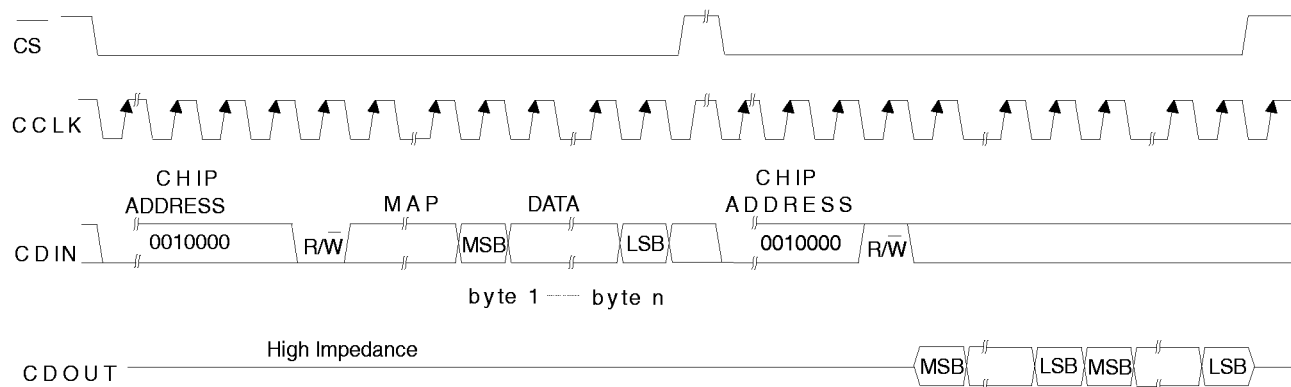 CS
CCLK
CHIP
ADDRESS
MAP
DATA
CHIP
ADDRESS
CDIN
0010000
R/W
MSB
LSB
0010000
R/W
byte 1
byte n
High Impedance
CDOUT
MSB
LSB
MSB
LSB